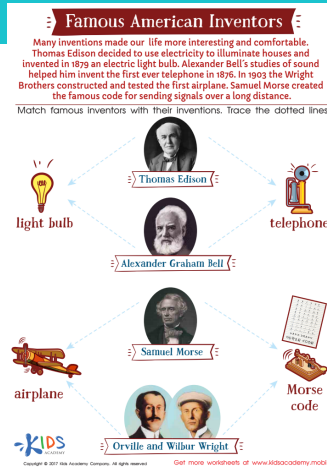 Famous American Inventors
Many inventions made our life more interesting and comfortable.
Thomas Edison decided to use electricity to illuminate houses and
invented in 1879 an electric light bulb. Alexander Bell's studies of sound
helped him invent the first ever telephone in 1876. In 1903 the Wright
Brothers constructed and tested the first airplane. Samuel Morse created
the famous code for sending signals over a long distance.
Match famous inventors with their inventions. Trace the dotted lines
Thomas Edison
light bulb
telephone
Alexander Graham Bell
Samuel Morse
MORSE CODE
airplane
Morse
code
Orville and Wilbur Wright
KIDS
ACADEMY
Copyright © 2017 Kids Academy Company. All rights reserved
Get more worksheets at www.kidsacademy.mobi